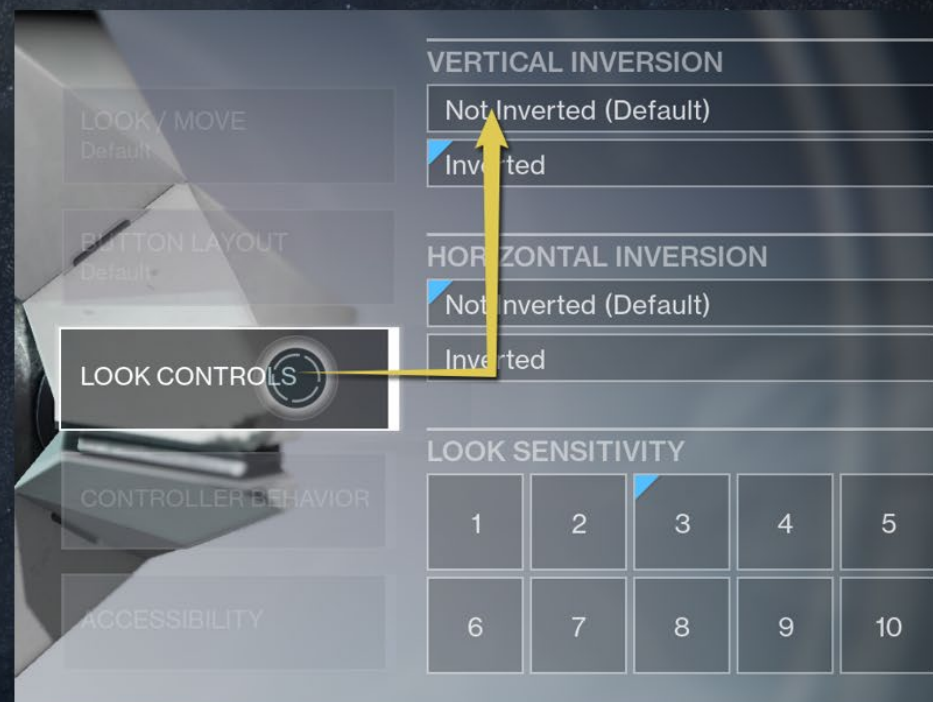 LOOK / MOVE
Default
BUTTON LAYOUT
Default
LOOK CONTROLS
CONTROLLER BEHAVIOR
ACCESSIBILITY
VERTICAL INVERSION
Not Inverted (Default)
Inverted
HORIZONTAL INVERSION
Not Inverted (Default)
Inverted
LOOK SENSITIVITY
1 2 3 4 5
6 7 8 9 10